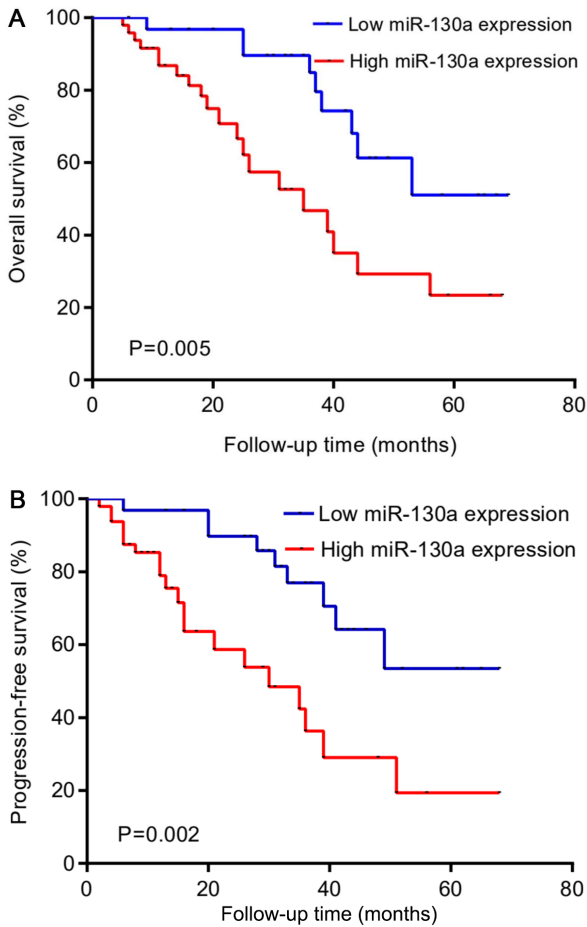 A
100
Low miR-130a expression
High miR-130a expression
80
60
40
20
0
Overall survival (%)
P=0.005
0 20 40 60 80
Follow-up time (months)
B
100
Low miR-130a expression
High miR-130a expression
80
60
40
20
0
Progression-free survival (%)
P=0.002
0 20 40 60 80
Follow-up time (months)